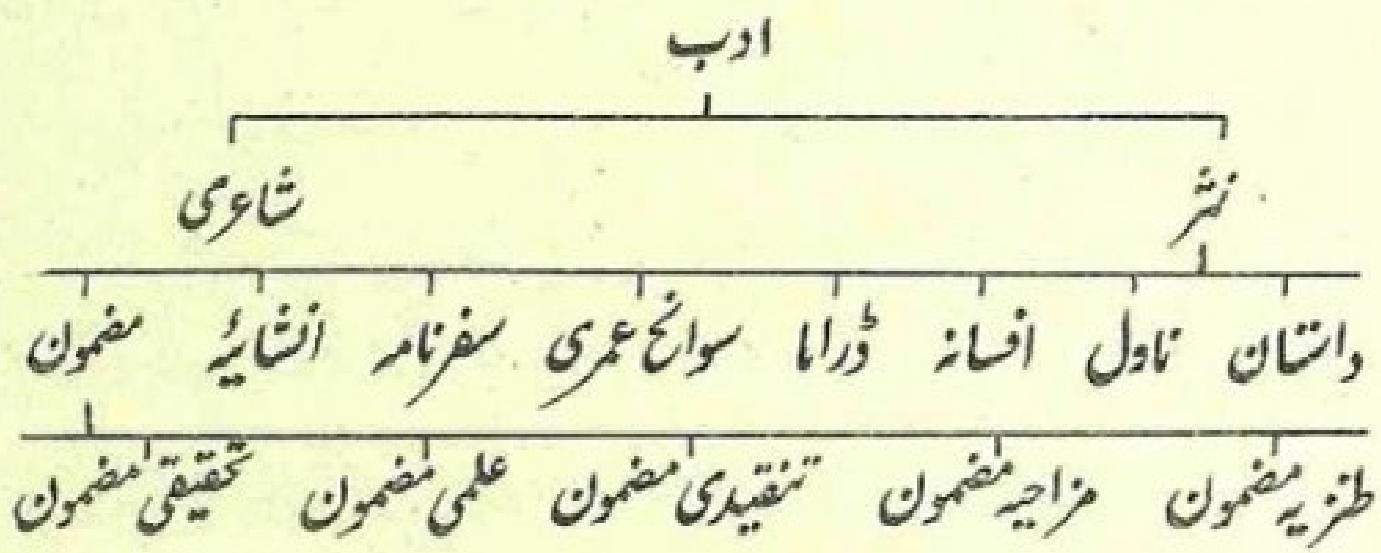 ادب
نثر شاعری
داستان ناول افسانہ ڈراما سوانح عمری سفرنامہ انشایۂ مضمون
طنزیہ مضمون مزاحیہ مضمون تنقیدی مضمون علمی مضمون تحقیقی مضمون